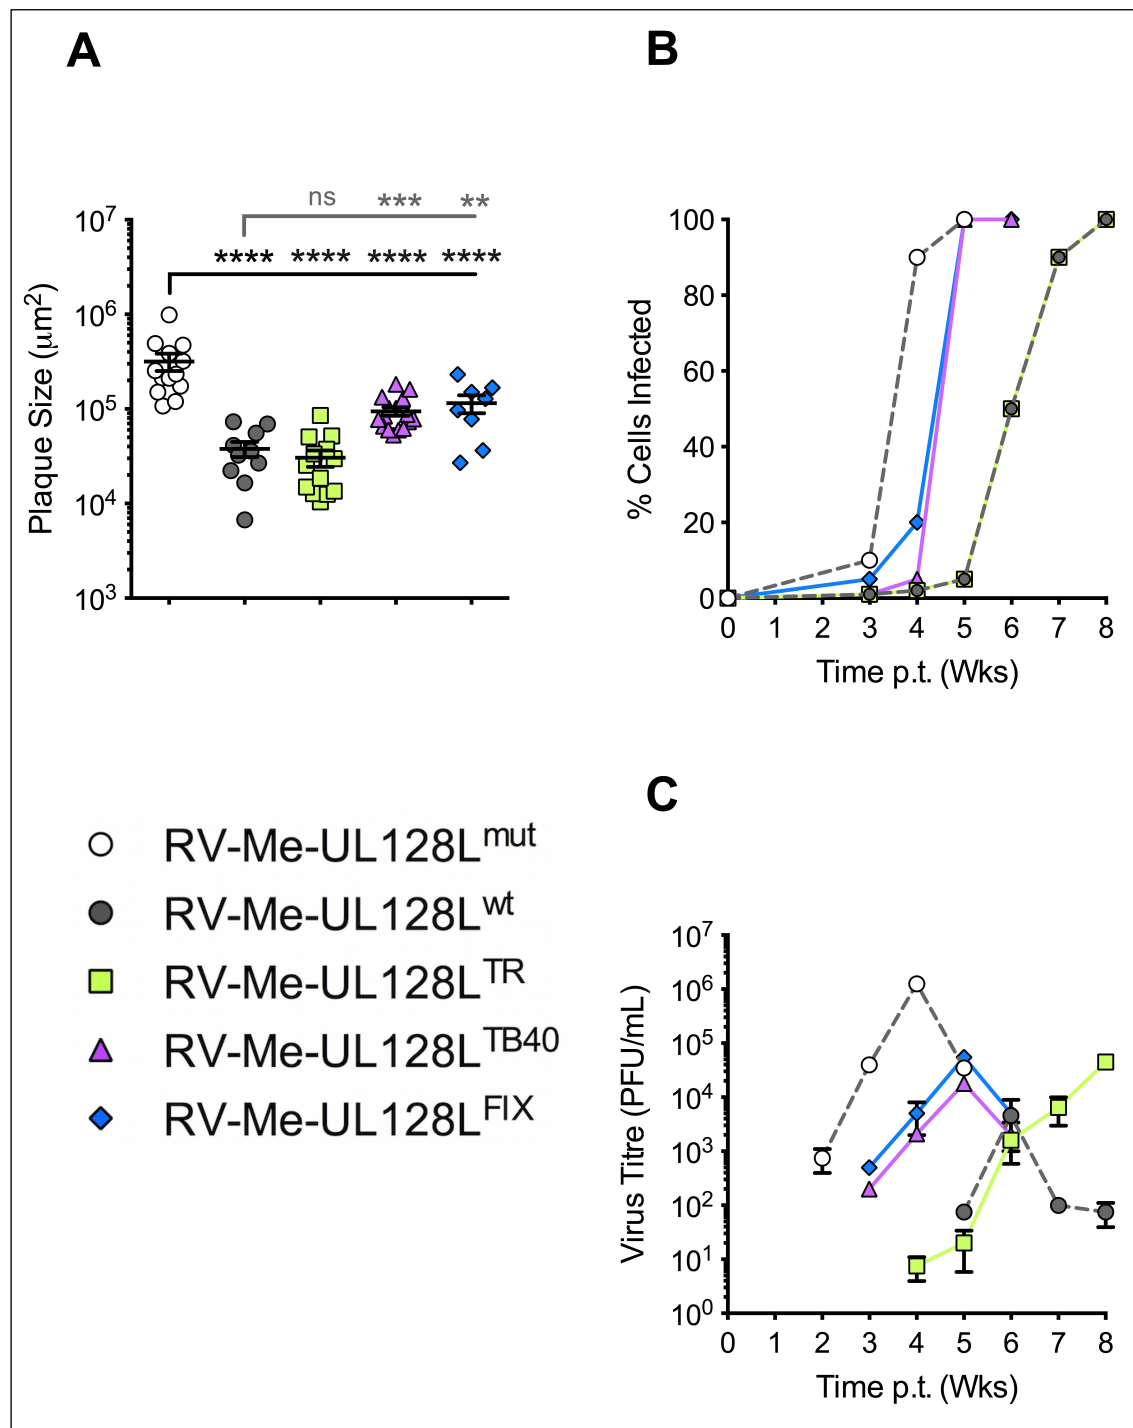 A
ns *** **
**** **** **** ****
Plaque Size (µm²)
10⁷
10⁶
10⁵
10⁴
10³
B
% Cells Infected
100
80
60
40
20
0
0 1 2 3 4 5 6 7 8
Time p.t. (Wks)
RV-Me-UL128L^mut
RV-Me-UL128L^wt
RV-Me-UL128L^TR
RV-Me-UL128L^TB40
RV-Me-UL128L^FIX
C
Virus Titre (PFU/mL)
10⁷
10⁶
10⁵
10⁴
10³
10²
10¹
10⁰
0 1 2 3 4 5 6 7 8
Time p.t. (Wks)